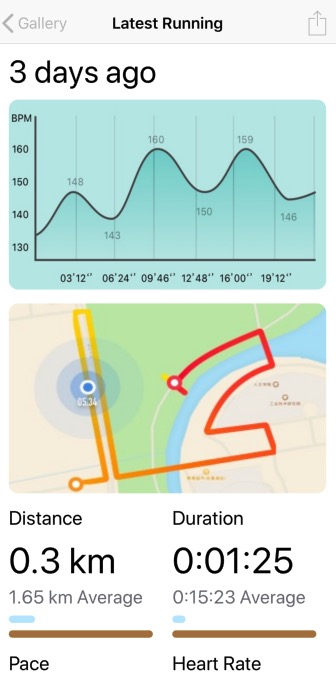 Gallery
Latest Running
3 days ago
BPM
160
150
140
130
148
143
160
150
159
146
03'12'' 06'24'' 09'46'' 12'48'' 16'00'' 19'12''
05:34
Distance
Duration
0.3 km
0:01:25
1.65 km Average
0:15:23 Average
Pace
Heart Rate